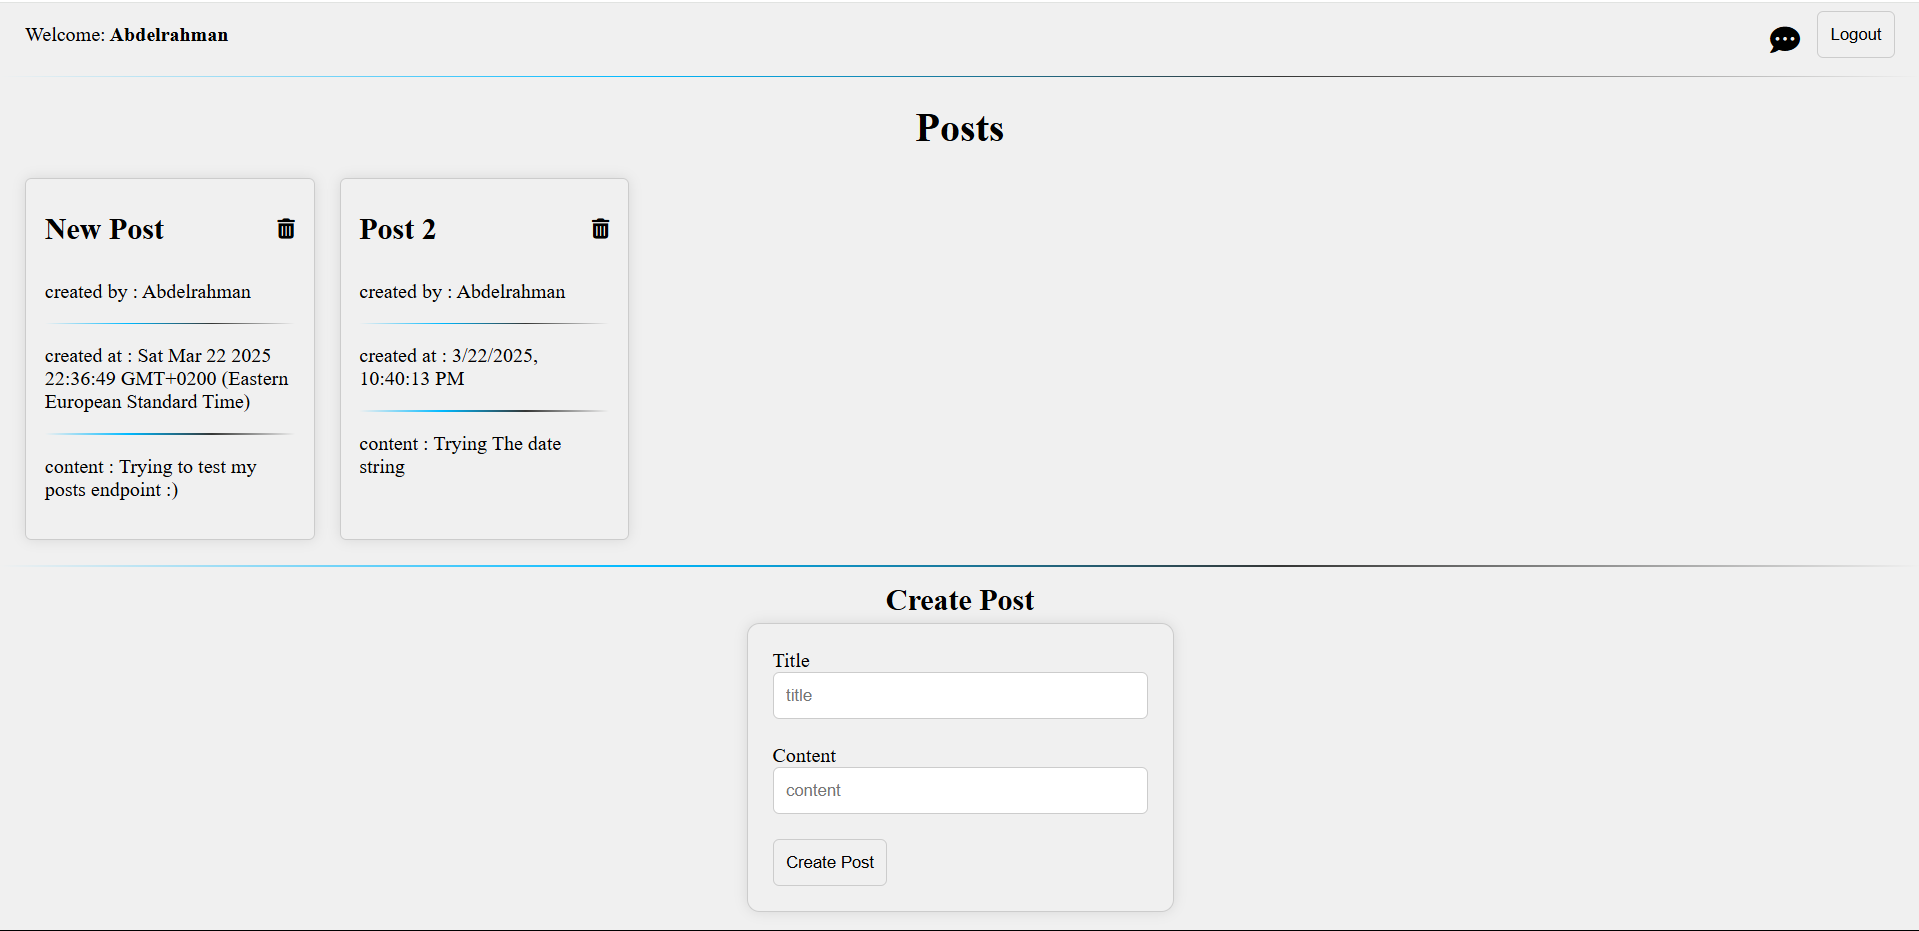 Welcome: Abdelrahman
Logout
Posts
New Post
created by : Abdelrahman
created at : Sat Mar 22 2025
22:36:49 GMT+0200 (Eastern
European Standard Time)
content : Trying to test my
posts endpoint :)
Post 2
created by : Abdelrahman
created at : 3/22/2025,
10:40:13 PM
content : Trying The date
string
Create Post
Title
title
Content
content
Create Post